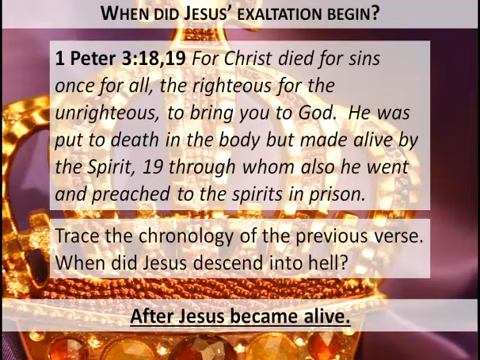 WHEN DID JESUS' EXALTATION BEGIN?
1 Peter 3:18,19 For Christ died for sins
once for all, the righteous for the
unrighteous, to bring you to God.  He was
put to death in the body but made alive by
the Spirit, 19 through whom also he went
and preached to the spirits in prison.
Trace the chronology of the previous verse.
When did Jesus descend into hell?
After Jesus became alive.